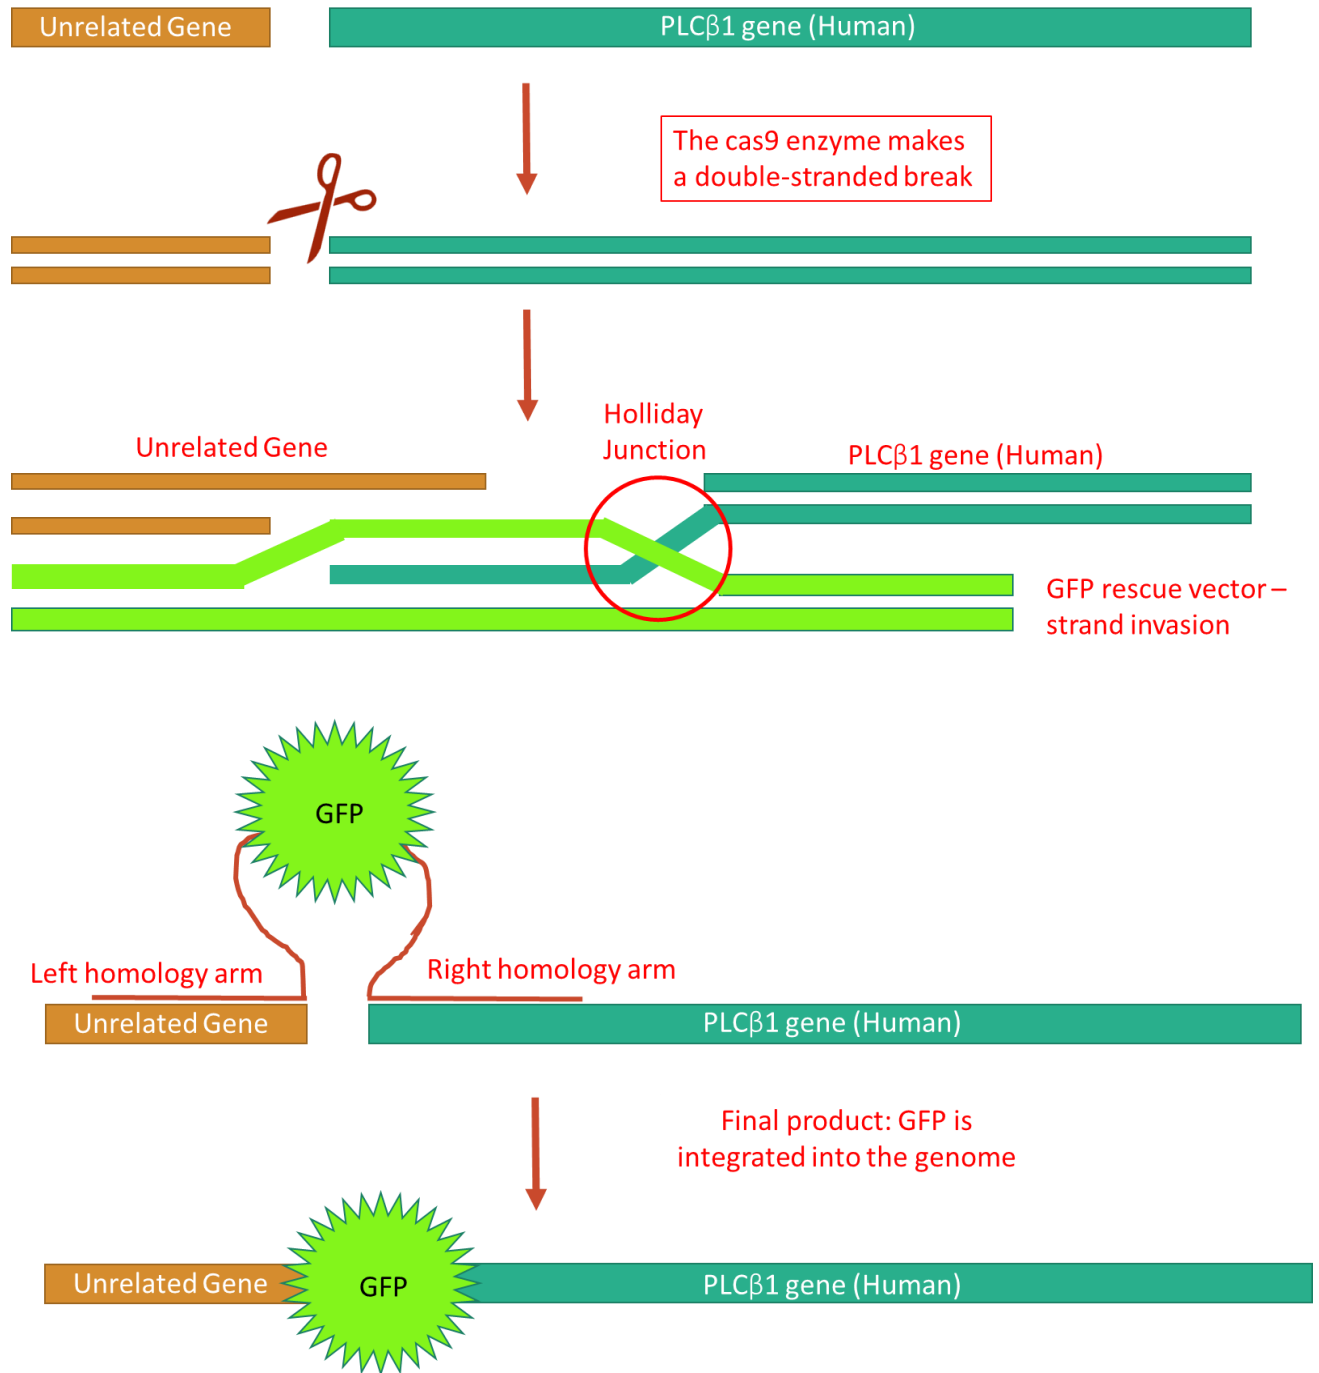 Unrelated Gene
PLCβ1 gene (Human)
The cas9 enzyme makes
a double-stranded break
Holliday
Junction
Unrelated Gene
PLCβ1 gene (Human)
GFP rescue vector –
strand invasion
GFP
Left homology arm
Right homology arm
Unrelated Gene
PLCβ1 gene (Human)
Final product: GFP is
integrated into the genome
Unrelated Gene
GFP
PLCβ1 gene (Human)